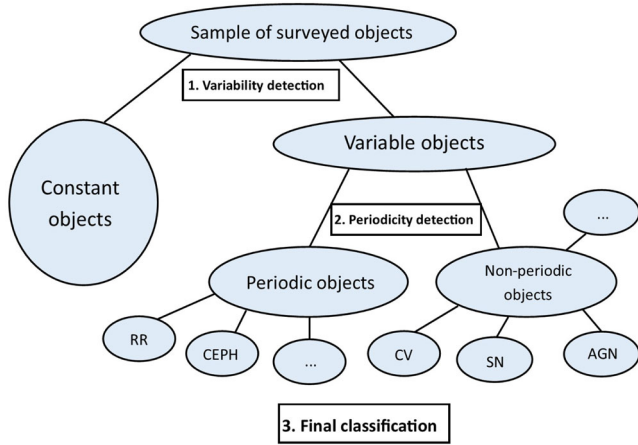 Sample of surveyed objects
1. Variability detection
Variable objects
Constant
objects
2. Periodicity detection
...
Periodic objects
Non-periodic
objects
RR
CEPH
...
CV
SN
AGN
3. Final classification